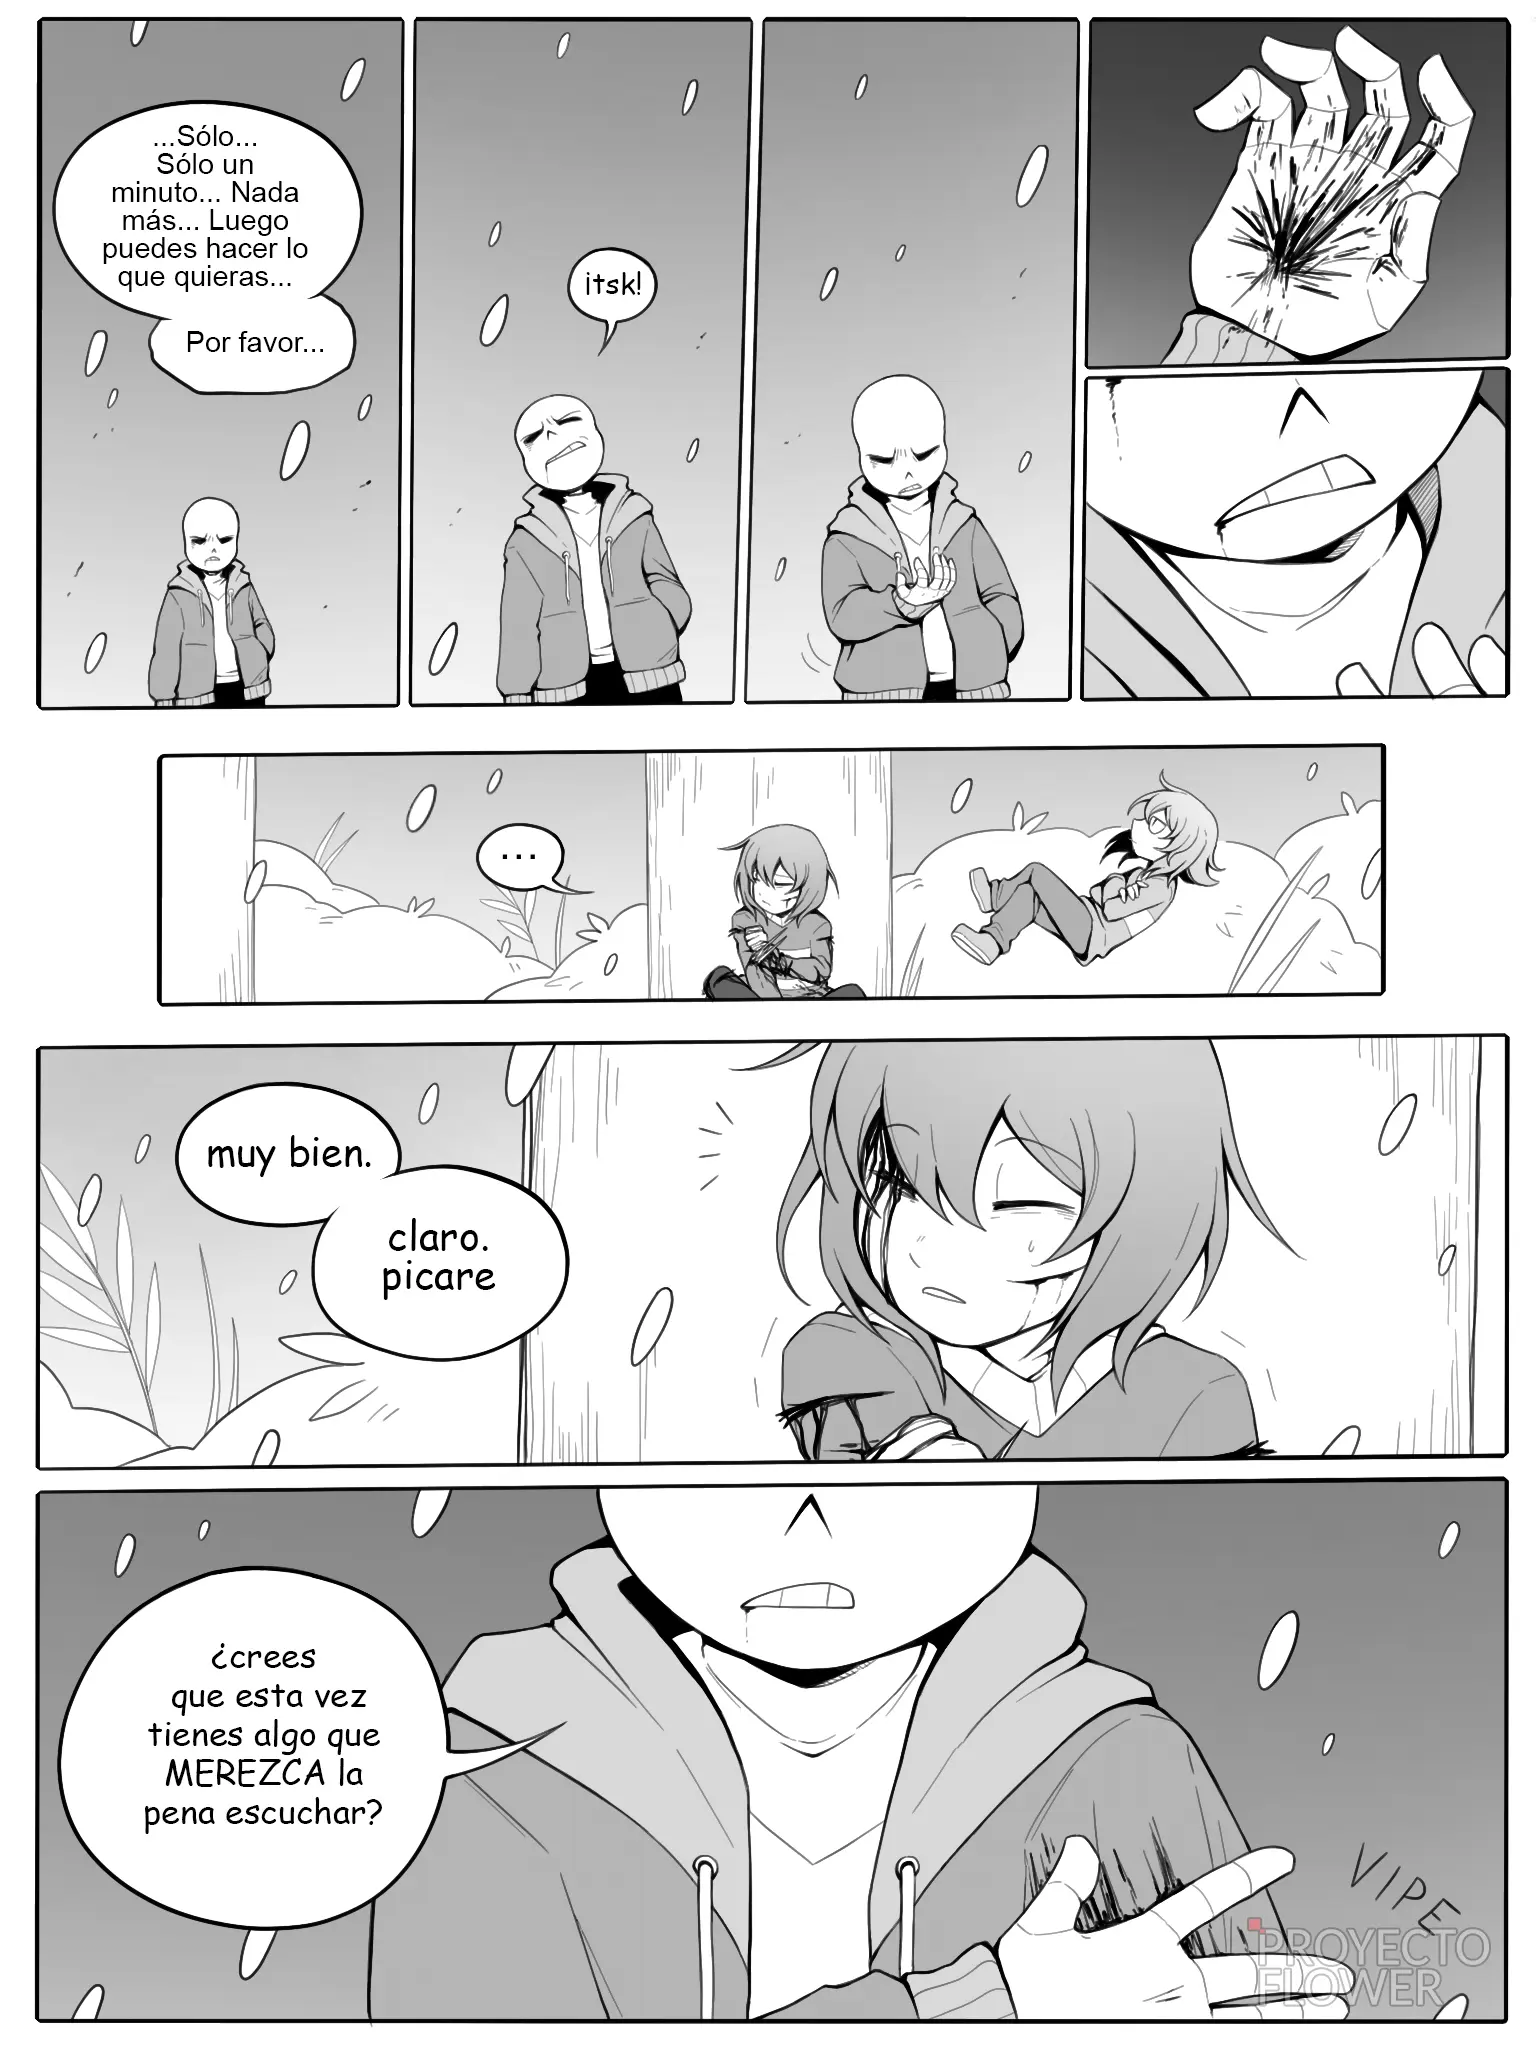 ...Sólo...
Sólo un
minuto... Nada
más... Luego
puedes hacer lo
que quieras...
Por favor...
¡tsk!
...
muy bien.
claro.
picare
¿crees
que esta vez
tienes algo que
MEREZCA la
pena escuchar?
VIPE
PROYECTO
FLOWER